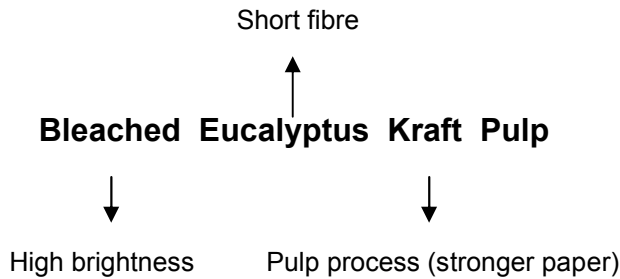 Short fibre
Bleached Eucalyptus Kraft Pulp
High brightness Pulp process (stronger paper)